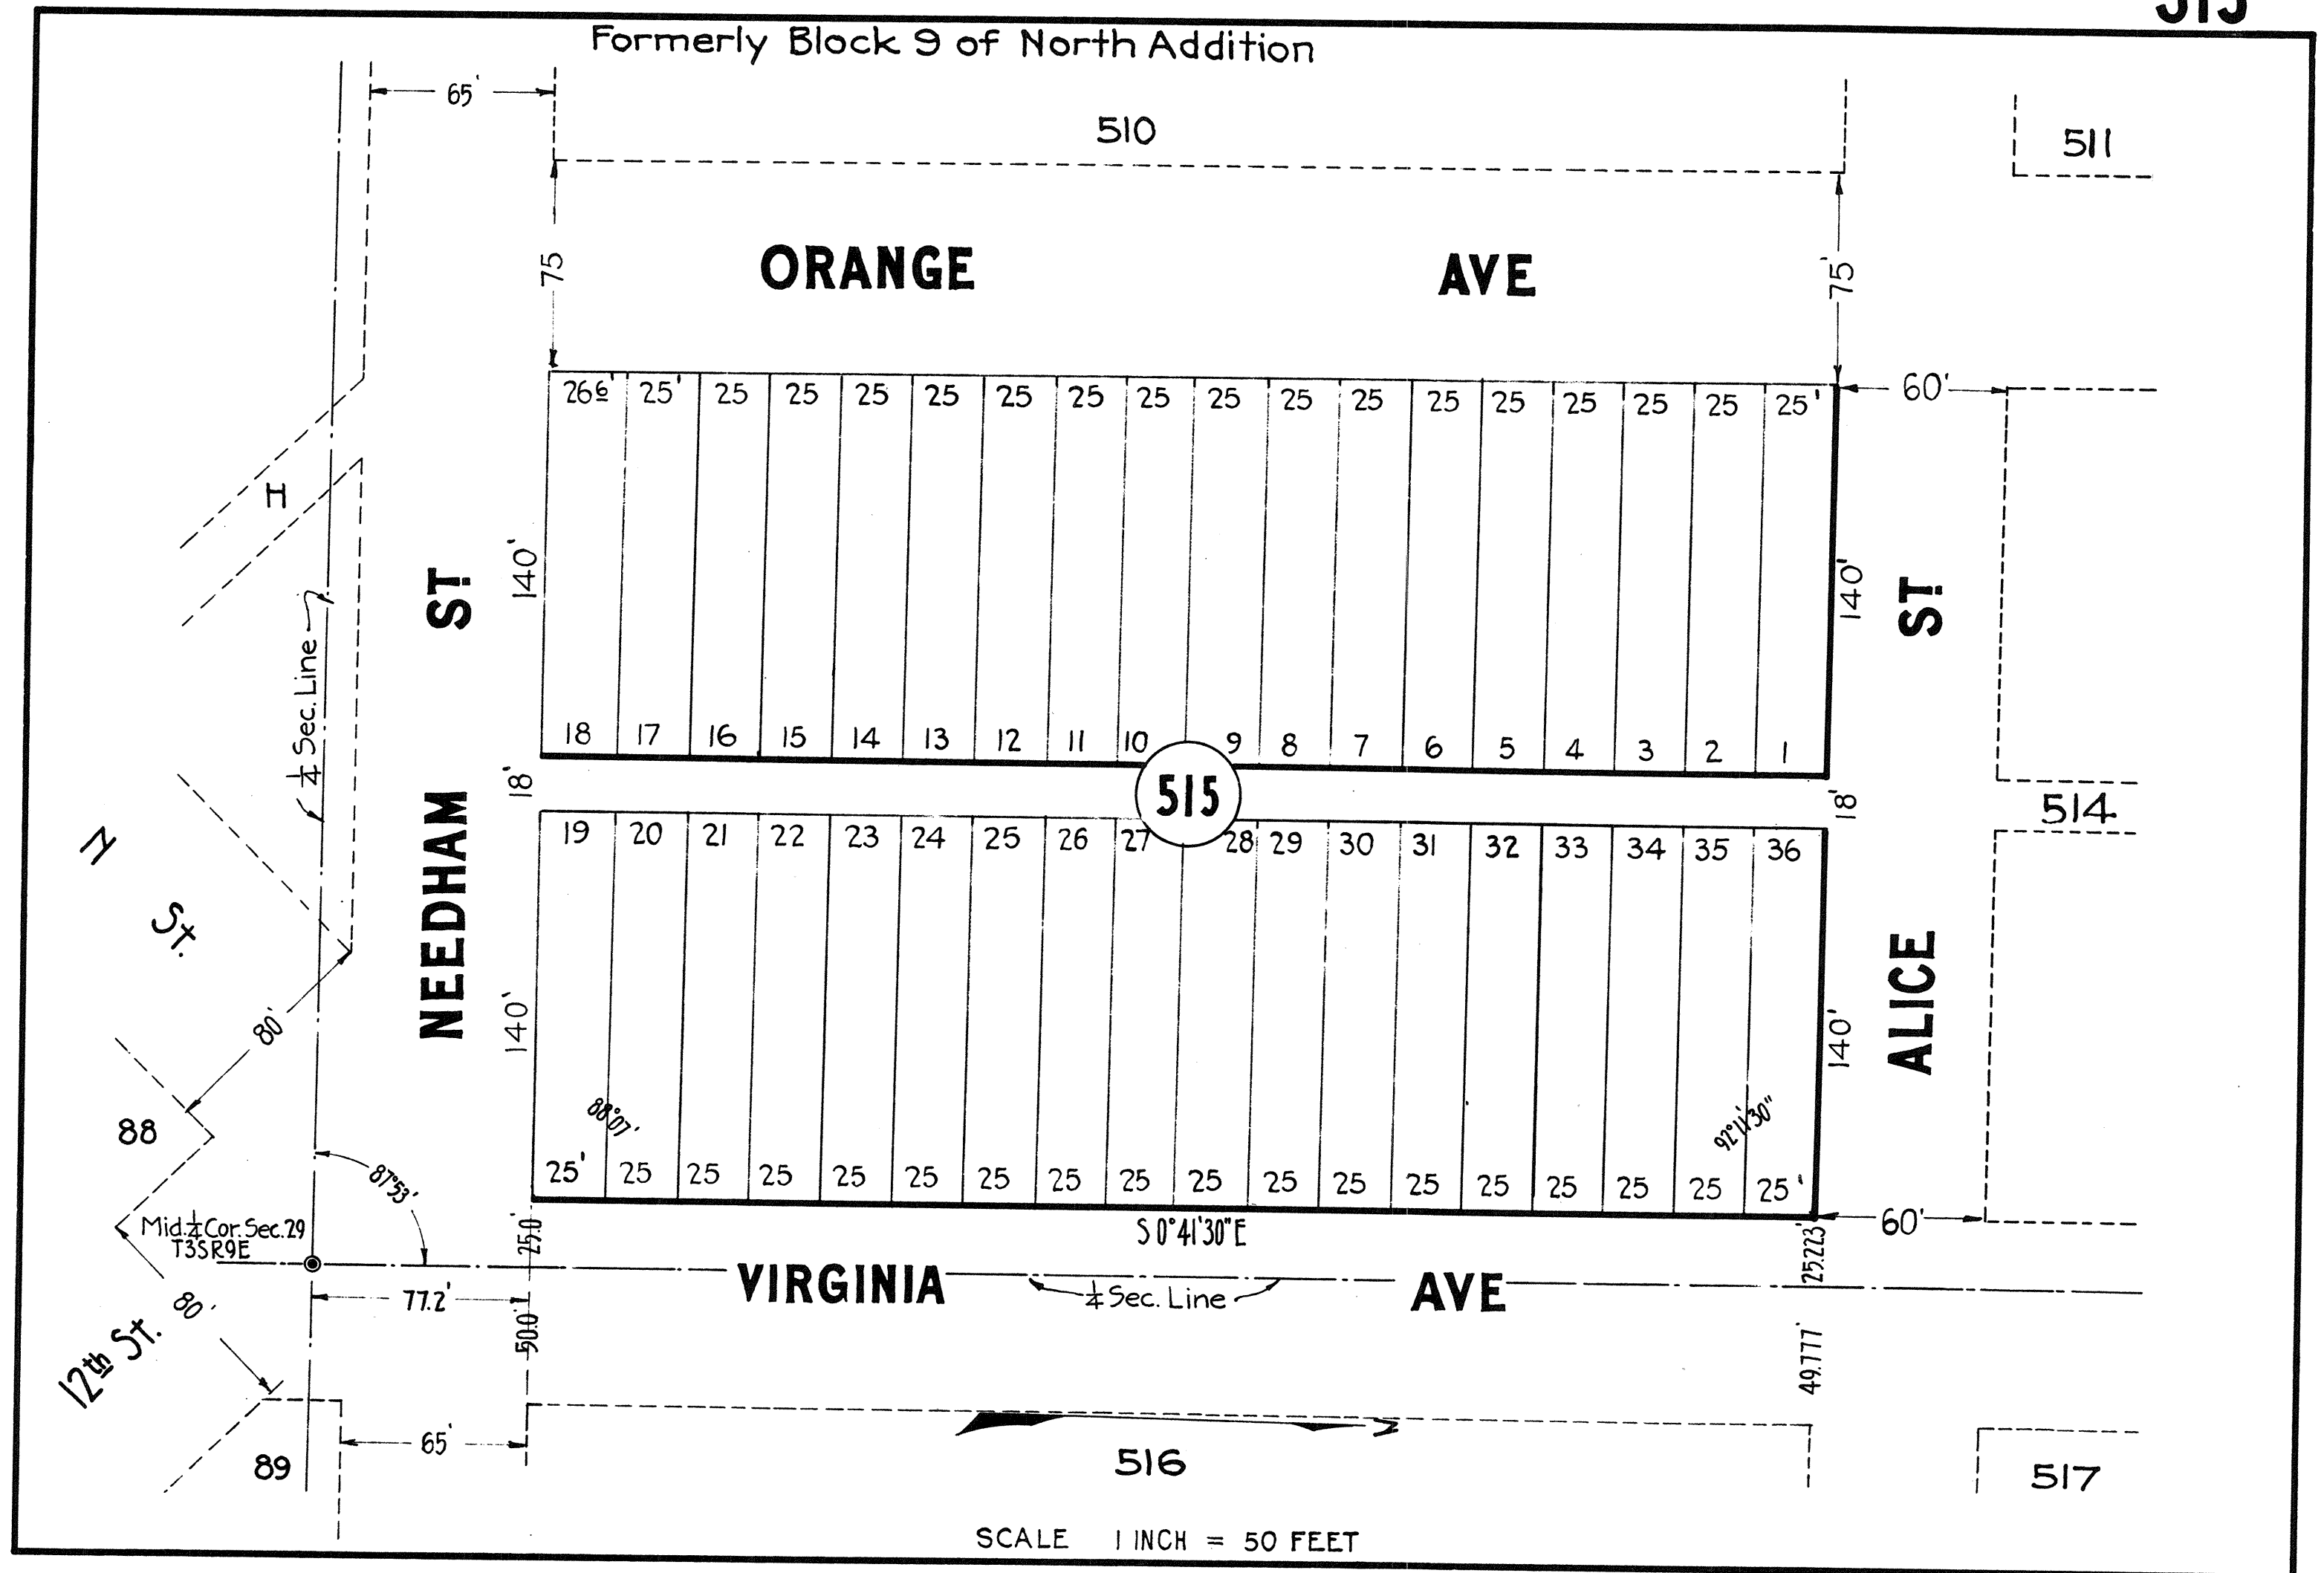 515
Formerly Block 9 of North Addition
65'
510
511
75
ORANGE AVE
75'
26 6' 25' 25 25 25 25 25 25 25 25 25 25 25 25 25 25 25 25'
60'
H
140'
ST.
140'
ST.
1/4 Sec. Line
18 17 16 15 14 13 12 11 10 9 8 7 6 5 4 3 2 1
18'
515
18'
514
19 20 21 22 23 24 25 26 27 28 29 30 31 32 33 34 35 36
N St.
NEEDHAM
ALICE
80'
140'
140'
88
88°07'
92°11'30"
87°53'
25' 25 25 25 25 25 25 25 25 25 25 25 25 25 25 25 25 25'
60'
Mid. 1/4 Cor. Sec. 29
T3SR9E
25.0'
S 0°41'30"E
25.223'
77.2'
VIRGINIA AVE
1/4 Sec. Line
80'
12th St.
50.0'
49.777'
65'
N
89
516
517
SCALE 1 INCH = 50 FEET